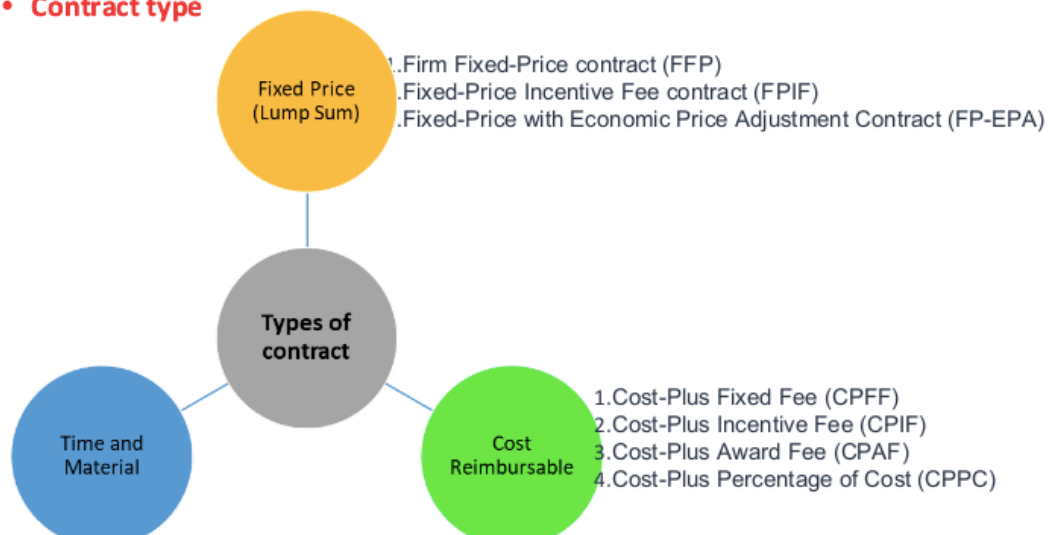 • Contract type
Fixed Price
(Lump Sum)
1.Firm Fixed-Price contract (FFP)
.Fixed-Price Incentive Fee contract (FPIF)
.Fixed-Price with Economic Price Adjustment Contract (FP-EPA)
Types of
contract
Time and
Material
Cost
Reimbursable
1.Cost-Plus Fixed Fee (CPFF)
2.Cost-Plus Incentive Fee (CPIF)
3.Cost-Plus Award Fee (CPAF)
4.Cost-Plus Percentage of Cost (CPPC)